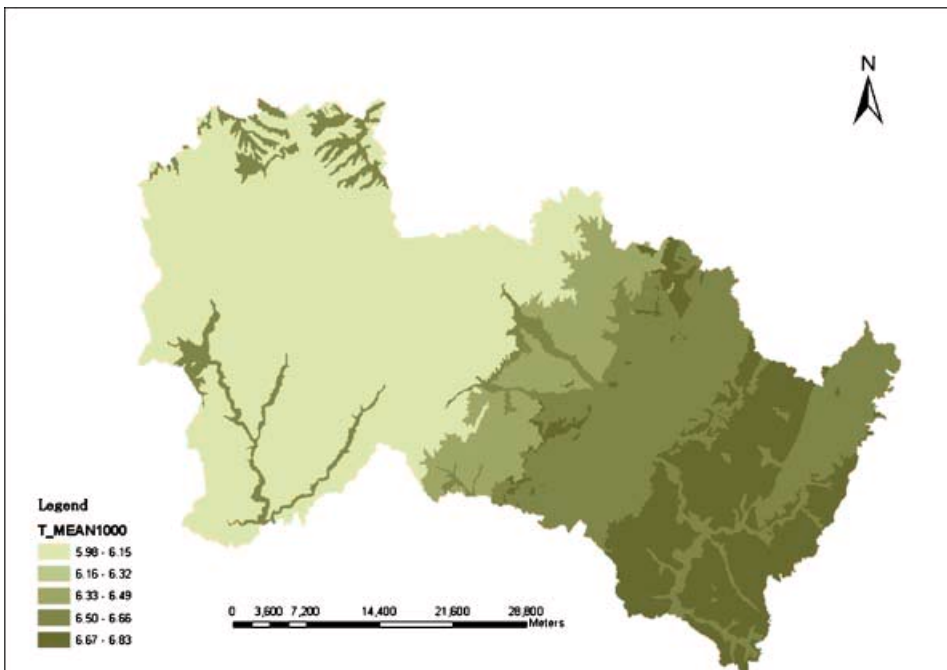 N
Legend
T_MEAN1000
5.98 - 6.15
6.16 - 6.32
6.33 - 6.49
6.50 - 6.66
6.67 - 6.83
0 3,600 7,200 14,400 21,600 28,800
Meters